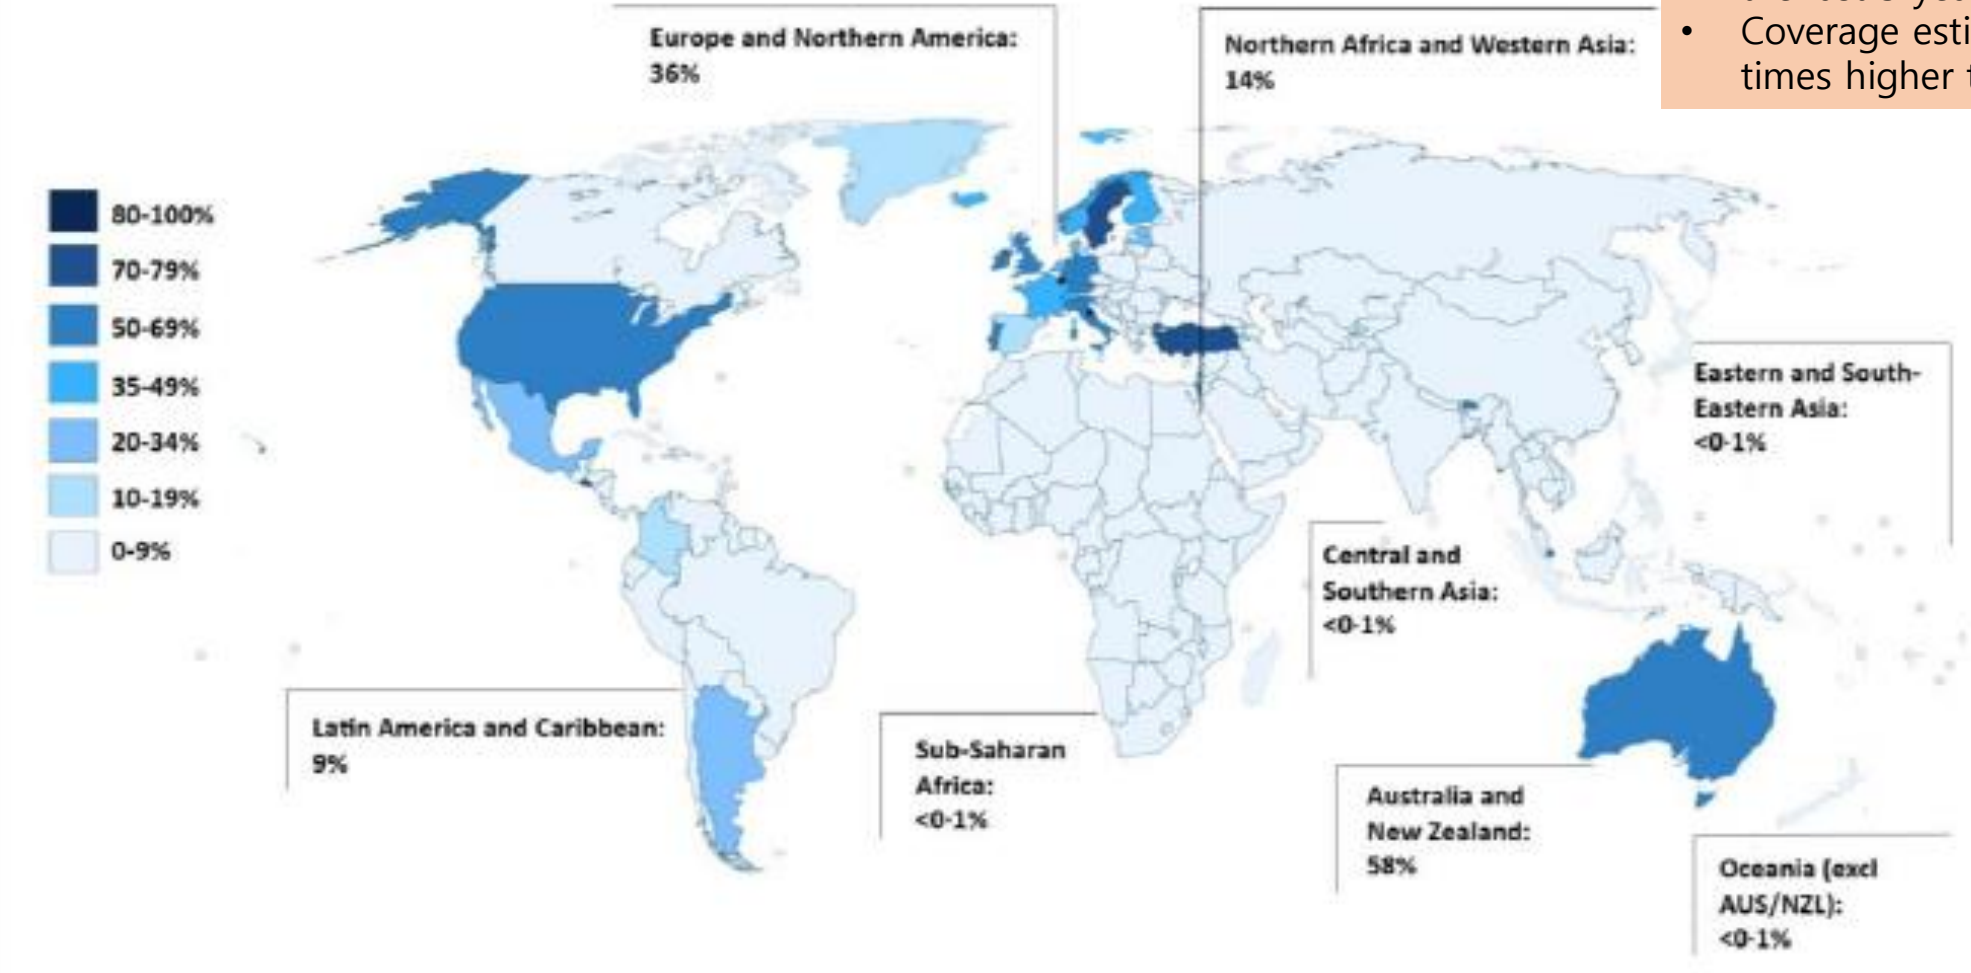 Europe and Northern America:
36%
Northern Africa and Western Asia:
14%
• Coverage esti
times higher
80-100%
70-79%
50-69%
35-49%
20-34%
10-19%
0-9%
Eastern and South-
Eastern Asia:
<0·1%
Central and
Southern Asia:
<0·1%
Latin America and Caribbean:
9%
Sub-Saharan
Africa:
<0·1%
Australia and
New Zealand:
58%
Oceania (excl
AUS/NZL):
<0·1%